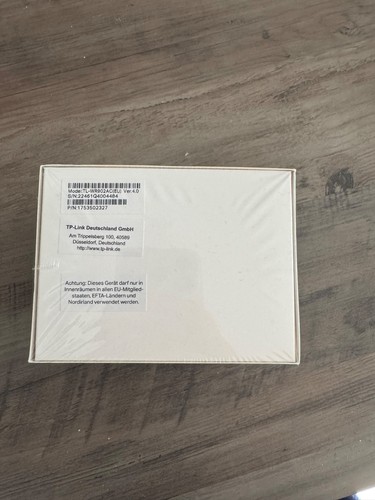 Model:TL-WR802AC(EU) Ver:4.0
S/N:22461Q4004484
P/N:1753502327
TP-Link Deutschland GmbH
Am Trippelsberg 100, 40589
Düsseldorf, Deutschland
http://www.tp-link.de
Achtung: Dieses Gerät darf nur in
Innenräumen in allen EU-Mitglied-
staaten, EFTA-Ländern und
Nordirland verwendet werden.